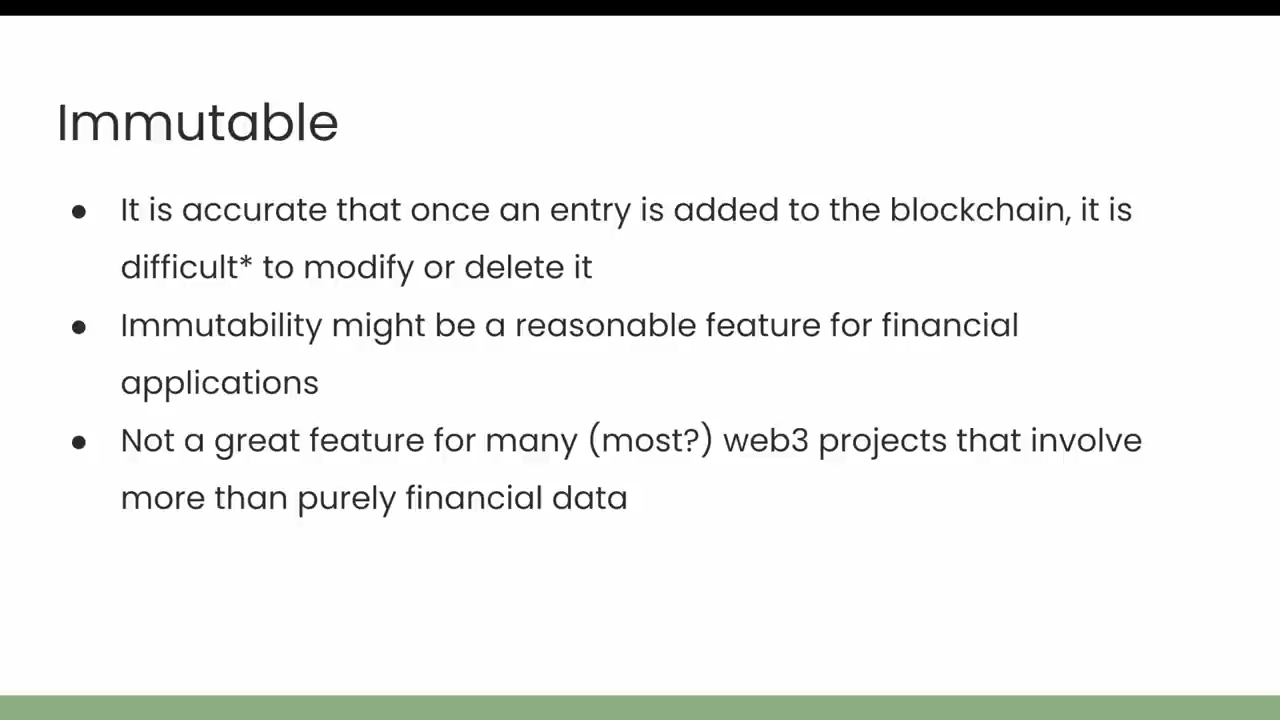 Immutable
● It is accurate that once an entry is added to the blockchain, it is
difficult* to modify or delete it
● Immutability might be a reasonable feature for financial
applications
● Not a great feature for many (most?) web3 projects that involve
more than purely financial data